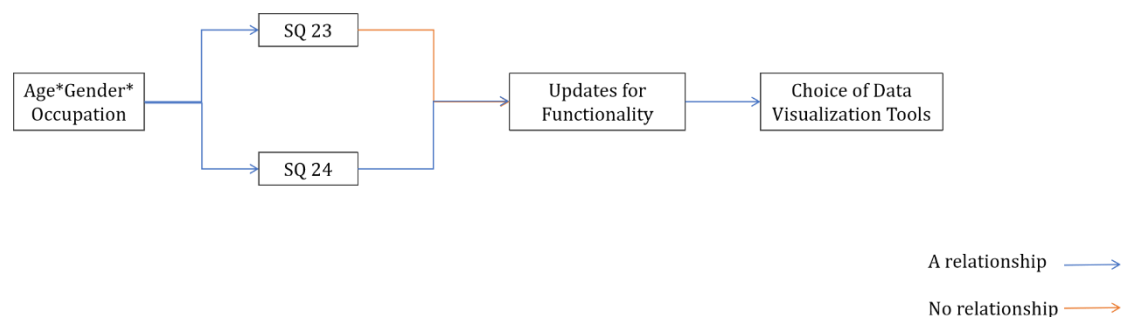 SQ 23
Age*Gender*
Occupation
Updates for
Functionality
Choice of Data
Visualization Tools
SQ 24
A relationship
No relationship